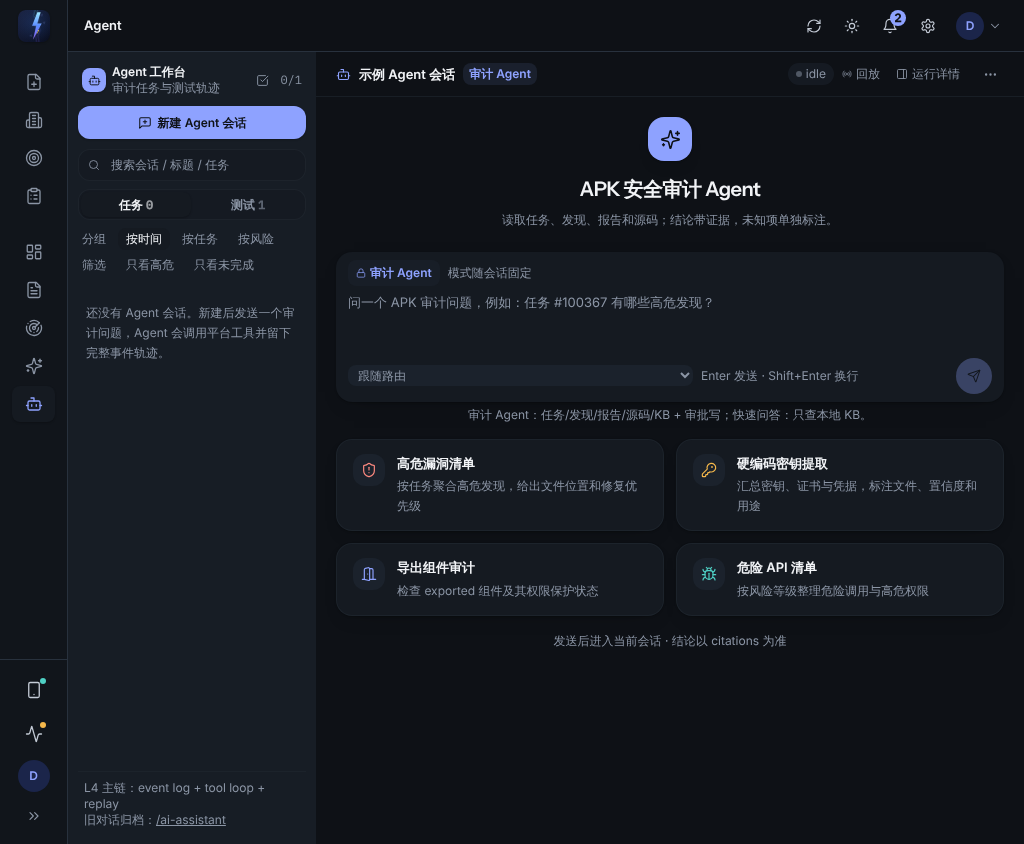 Agent
2
D
Agent 工作台
审计任务与测试轨迹
0/1
新建 Agent 会话
搜索会话 / 标题 / 任务
任务 0
测试 1
分组
按时间
按任务
按风险
筛选
只看高危
只看未完成
还没有 Agent 会话。新建后发送一个审
计问题，Agent 会调用平台工具并留下
完整事件轨迹。
L4 主链：event log + tool loop +
replay
旧对话归档：/ai-assistant
D
示例 Agent 会话
审计 Agent
idle
回放
运行详情
APK 安全审计 Agent
读取任务、发现、报告和源码；结论带证据，未知项单独标注。
审计 Agent
模式随会话固定
问一个 APK 审计问题，例如：任务 #100367 有哪些高危发现？
跟随路由
Enter 发送 · Shift+Enter 换行
审计 Agent：任务/发现/报告/源码/KB + 审批写；快速问答：只查本地 KB。
高危漏洞清单
按任务聚合高危发现，给出文件位置和修复优
先级
硬编码密钥提取
汇总密钥、证书与凭据，标注文件、置信度和
用途
导出组件审计
检查 exported 组件及其权限保护状态
危险 API 清单
按风险等级整理危险调用与高危权限
发送后进入当前会话 · 结论以 citations 为准